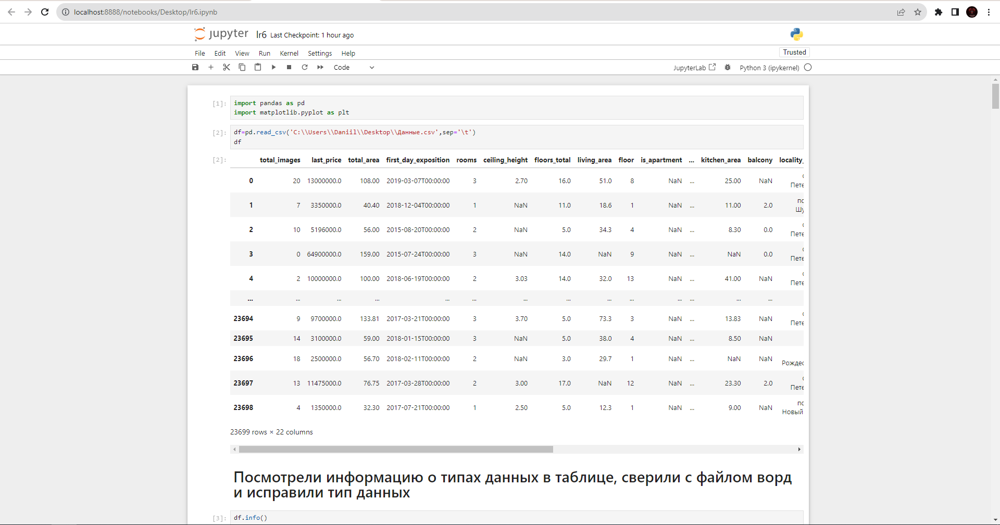 localhost:8888/notebooks/Desktop/lr6.ipynb
jupyter lr6 Last Checkpoint: 1 hour ago
File Edit View Run Kernel Settings Help
Trusted
Code
JupyterLab
Python 3 (ipykernel)
[1]: import pandas as pd
import matplotlib.pyplot as plt
[2]: df=pd.read_csv('C:\\Users\\Daniil\\Desktop\\Данные.csv',sep='\t')
df
[2]: total_images last_price total_area first_day_exposition rooms ceiling_height floors_total living_area floor is_apartment ... kitchen_area balcony locality_
0 20 13000000.0 108.00 2019-03-07T00:00:00 3 2.70 16.0 51.0 8 NaN ... 25.00 NaN Пете
1 7 3350000.0 40.40 2018-12-04T00:00:00 1 NaN 11.0 18.6 1 NaN ... 11.00 2.0 по
Шу
2 10 5196000.0 56.00 2015-08-20T00:00:00 2 NaN 5.0 34.3 4 NaN ... 8.30 0.0 Пете
3 0 64900000.0 159.00 2015-07-24T00:00:00 3 NaN 14.0 NaN 9 NaN ... NaN 0.0 Пете
4 2 10000000.0 100.00 2018-06-19T00:00:00 2 3.03 14.0 32.0 13 NaN ... 41.00 NaN Пете
... ... ... ... ... ... ... ... ... ... ... ... ... ...
23694 9 9700000.0 133.81 2017-03-21T00:00:00 3 3.70 5.0 73.3 3 NaN ... 13.83 NaN Пете
23695 14 3100000.0 59.00 2018-01-15T00:00:00 3 NaN 5.0 38.0 4 NaN ... 8.50 NaN
23696 18 2500000.0 56.70 2018-02-11T00:00:00 2 NaN 3.0 29.7 1 NaN ... NaN NaN Рождес
23697 13 11475000.0 76.75 2017-03-28T00:00:00 2 3.00 17.0 NaN 12 NaN ... 23.30 2.0 Пете
23698 4 1350000.0 32.30 2017-07-21T00:00:00 1 2.50 5.0 12.3 1 NaN ... 9.00 NaN по
Новый
23699 rows × 22 columns
Посмотрели информацию о типах данных в таблице, сверили с файлом ворд
и исправили тип данных
[3]: df.info()